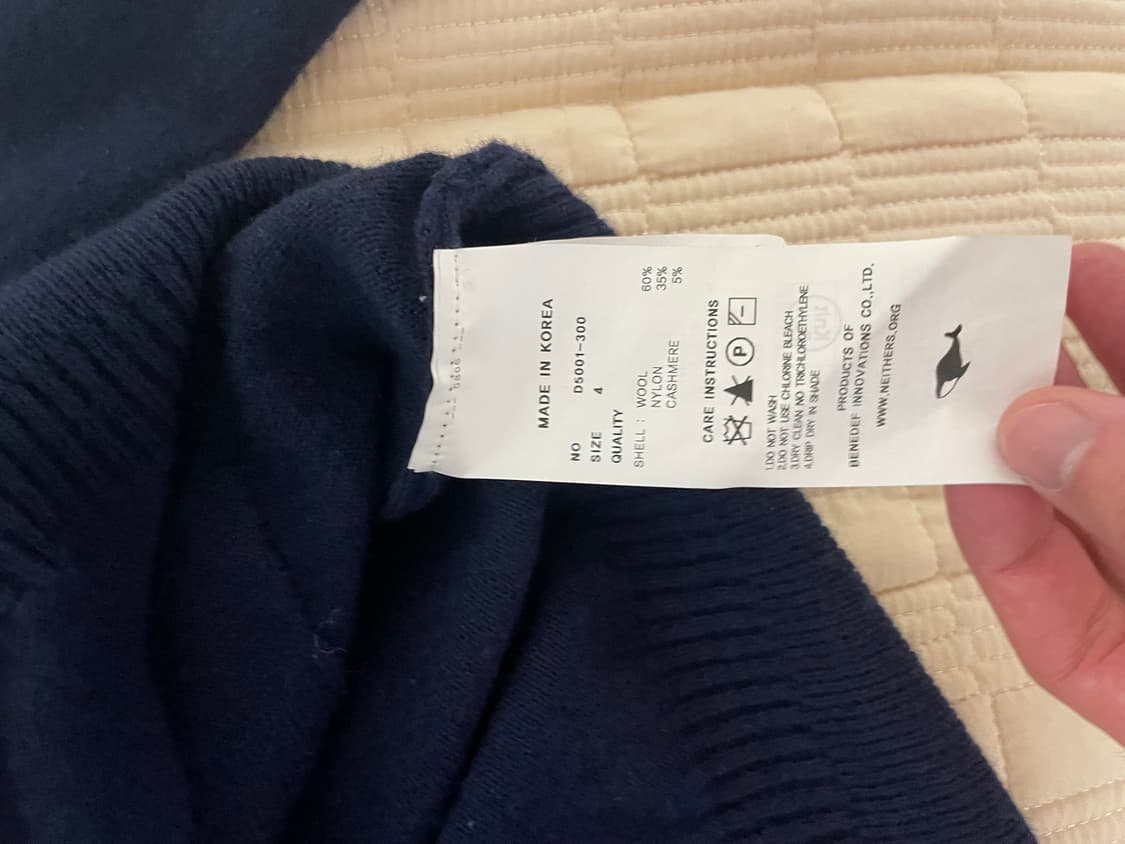 MADE IN KOREA
NO D5001-300
SIZE 4
QUALITY
SHELL : WOOL 60%
NYLON 35%
CASHMERE 5%
CARE INSTRUCTIONS
P
1.DO NOT WASH
2.DO NOT USE CHLORINE BLEACH
3.DRY CLEAN NO TRICHLOROETHYLENE
4.DRIP DRY IN SHADE
PRODUCTS OF
BENEDEF INNOVATIONS CO.,LTD.
WWW.NEITHERS.ORG